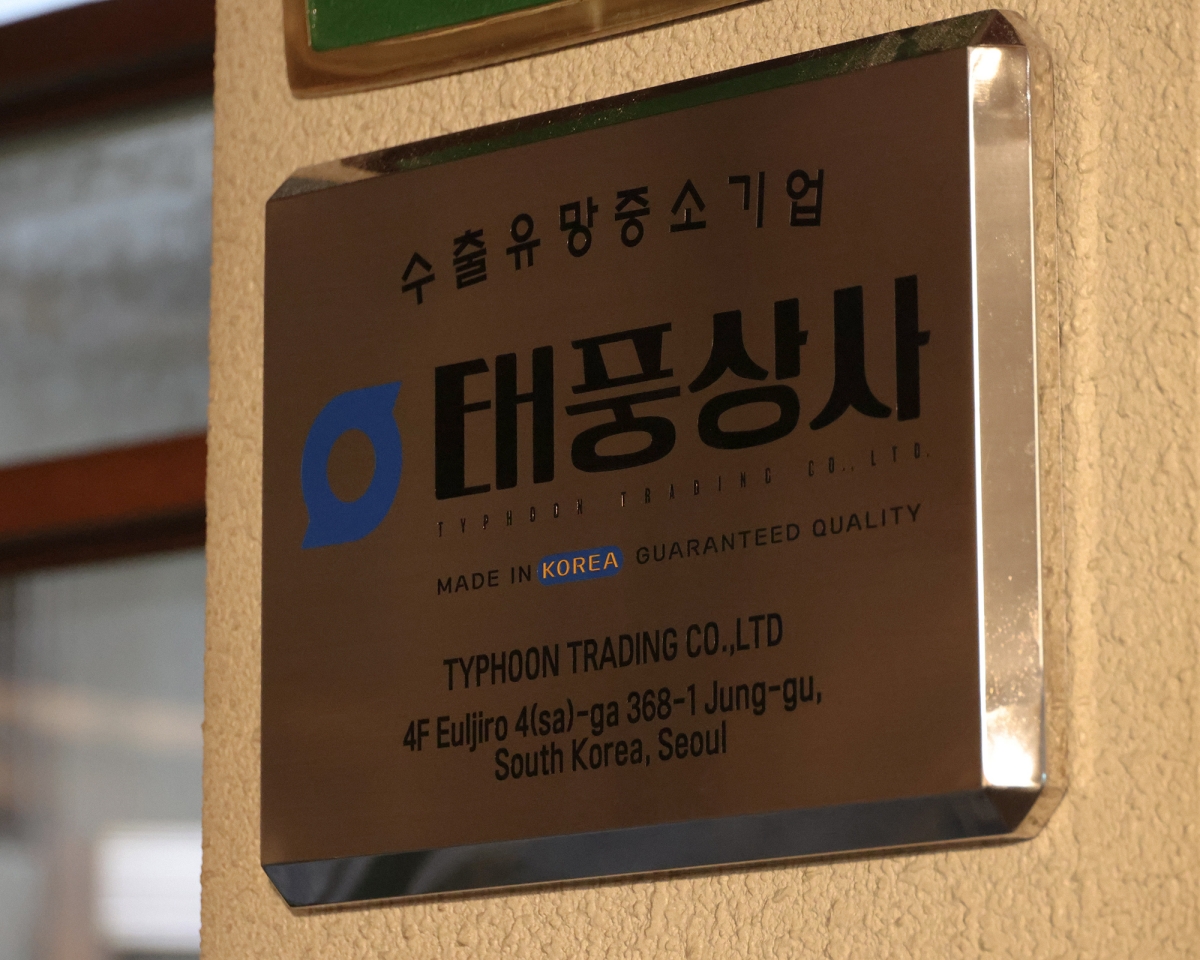 수출유망중소기업
태풍상사
TYPHOON TRADING CO., LTD.
MADE IN KOREA GUARANTEED QUALITY
TYPHOON TRADING CO.,LTD
4F Euljiro 4(sa)-ga 368-1 Jung-gu,
South Korea, Seoul